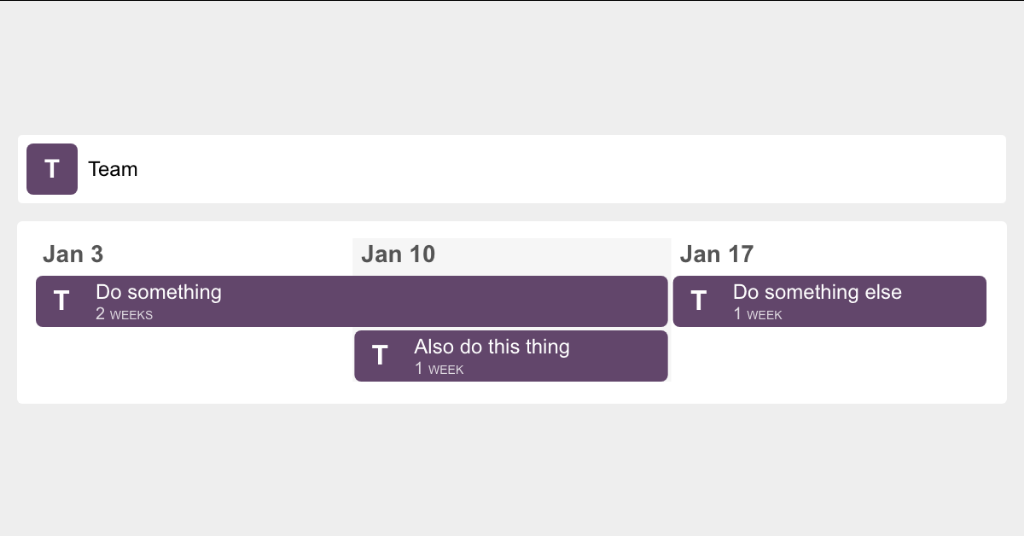 T Team
Jan 3 Jan 10 Jan 17
T Do something
2 WEEKS
T Do something else
1 WEEK
T Also do this thing
1 WEEK